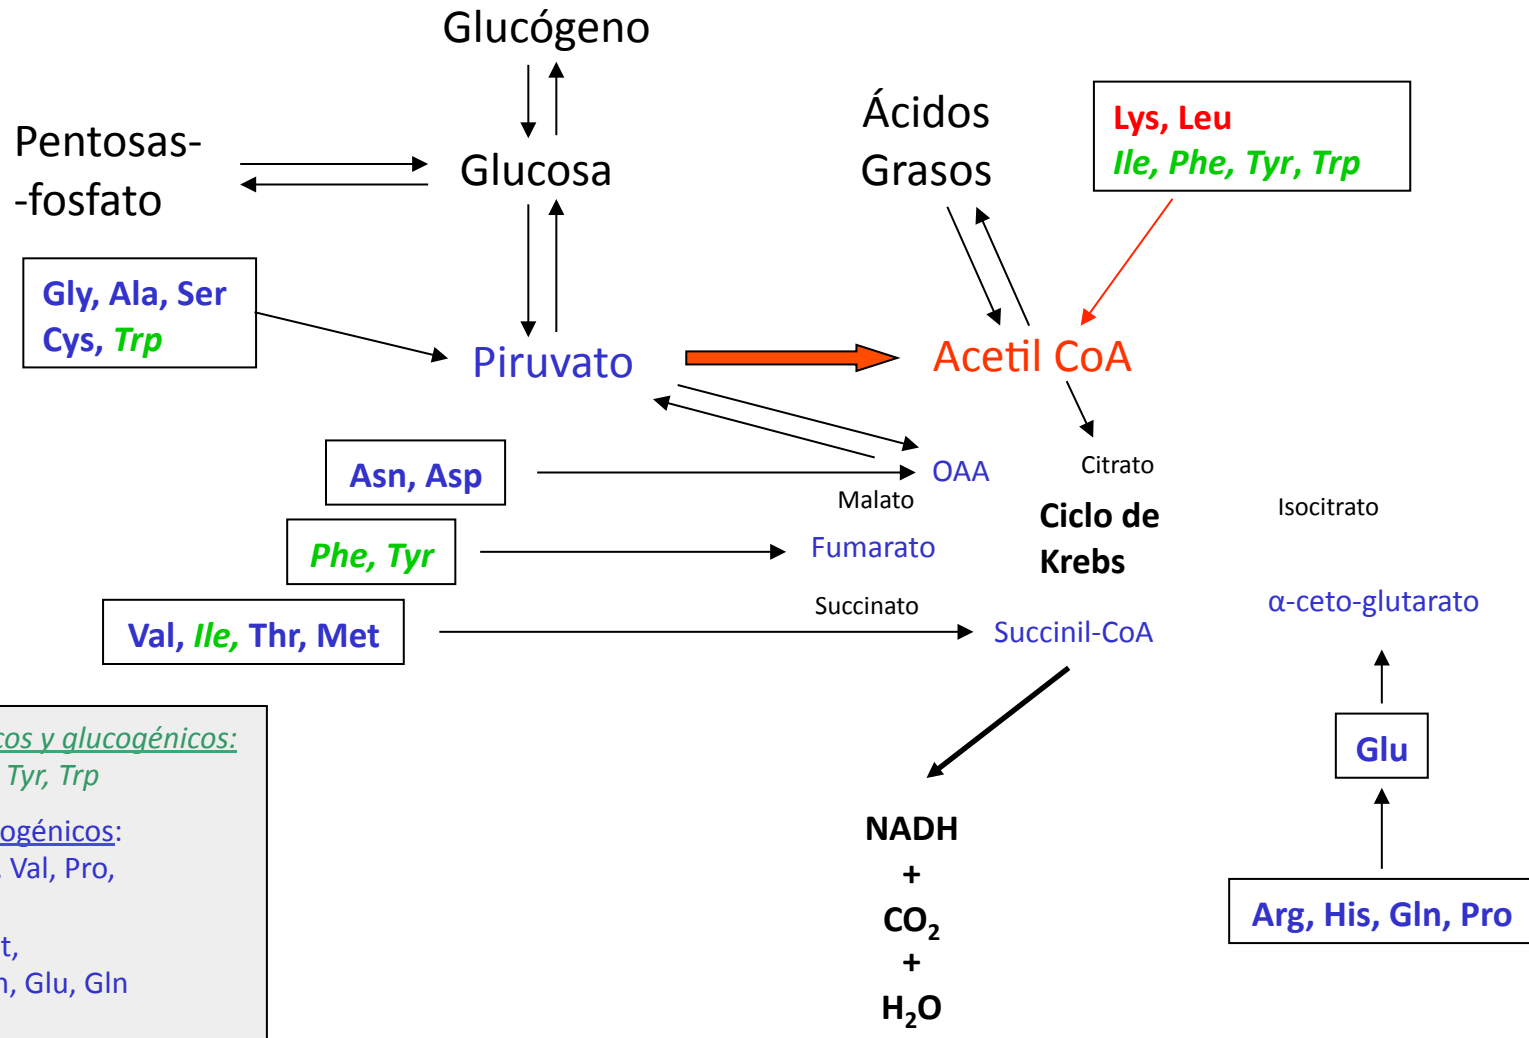 Glucógeno
Pentosas-
-fosfato
Glucosa
Ácidos
Grasos
Lys, Leu
Ile, Phe, Tyr, Trp
Gly, Ala, Ser
Cys, Trp
Piruvato
Acetil CoA
Asn, Asp
OAA
Citrato
Malato
Isocitrato
Ciclo de
Krebs
Phe, Tyr
Fumarato
Succinato
α-ceto-glutarato
Val, Ile, Thr, Met
Succinil-CoA
Glu
Arg, His, Gln, Pro
NADH
+
CO₂
+
H₂O
y glucogénicos:
Tyr, Trp
Val, Pro,
Glu, Gln